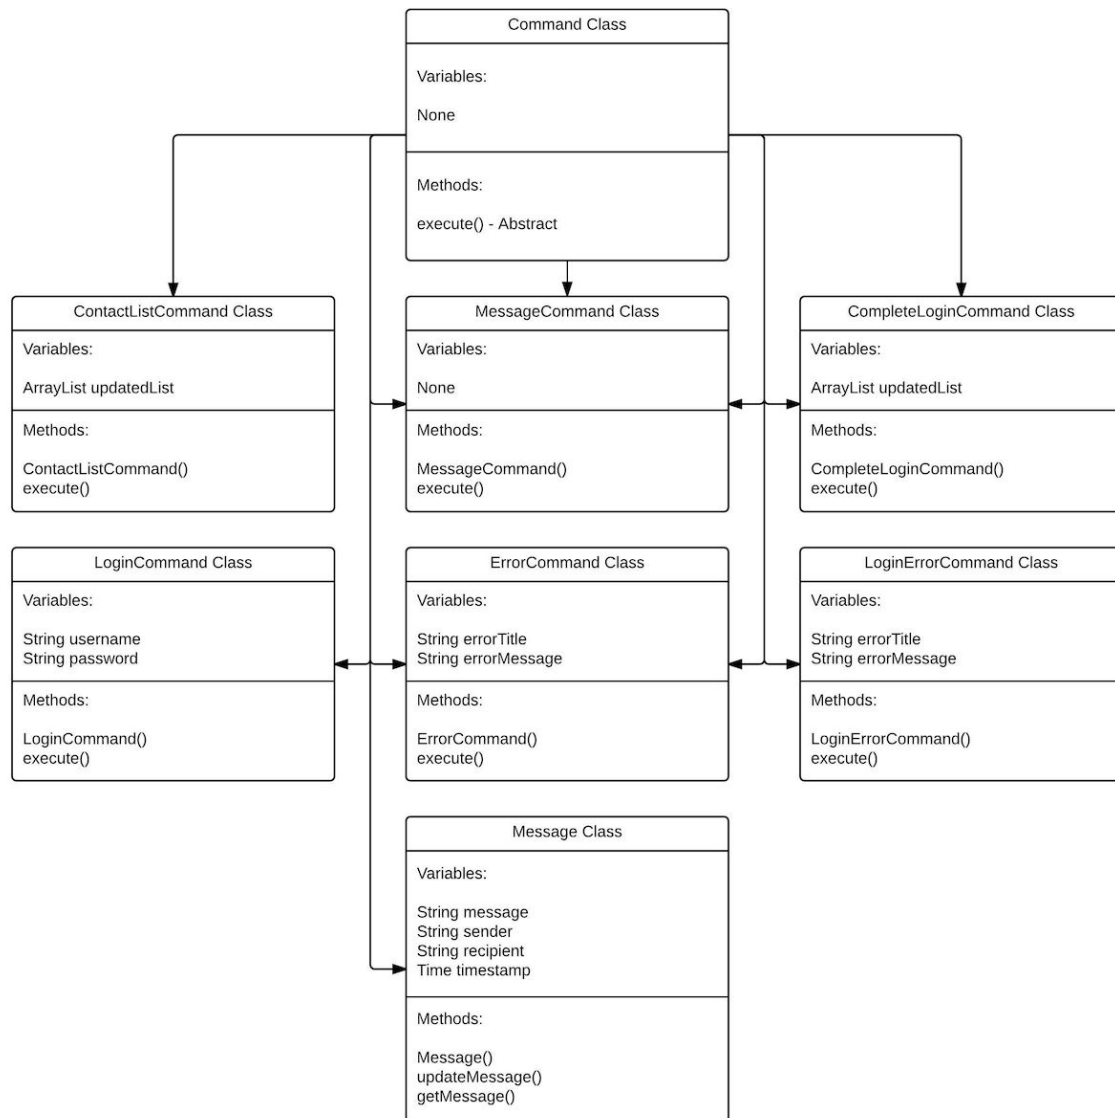 Command Class
Variables:
None
Methods:
execute() - Abstract
ContactListCommand Class
Variables:
ArrayList updatedList
Methods:
ContactListCommand()
execute()
MessageCommand Class
Variables:
None
Methods:
MessageCommand()
execute()
CompleteLoginCommand Class
Variables:
ArrayList updatedList
Methods:
CompleteLoginCommand()
execute()
LoginCommand Class
Variables:
String username
String password
Methods:
LoginCommand()
execute()
ErrorCommand Class
Variables:
String errorTitle
String errorMessage
Methods:
ErrorCommand()
execute()
LoginErrorCommand Class
Variables:
String errorTitle
String errorMessage
Methods:
LoginErrorCommand()
execute()
Message Class
Variables:
String message
String sender
String recipient
Time timestamp
Methods:
Message()
updateMessage()
getMessage()